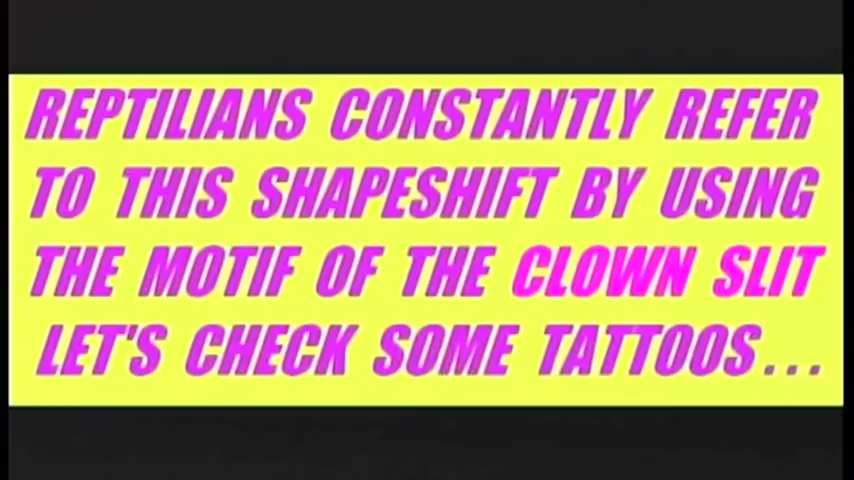 REPTILIANS CONSTANTLY REFER
TO THIS SHAPESHIFT BY USING
THE MOTIF OF THE CLOWN SLIT
LET'S CHECK SOME TATTOOS...